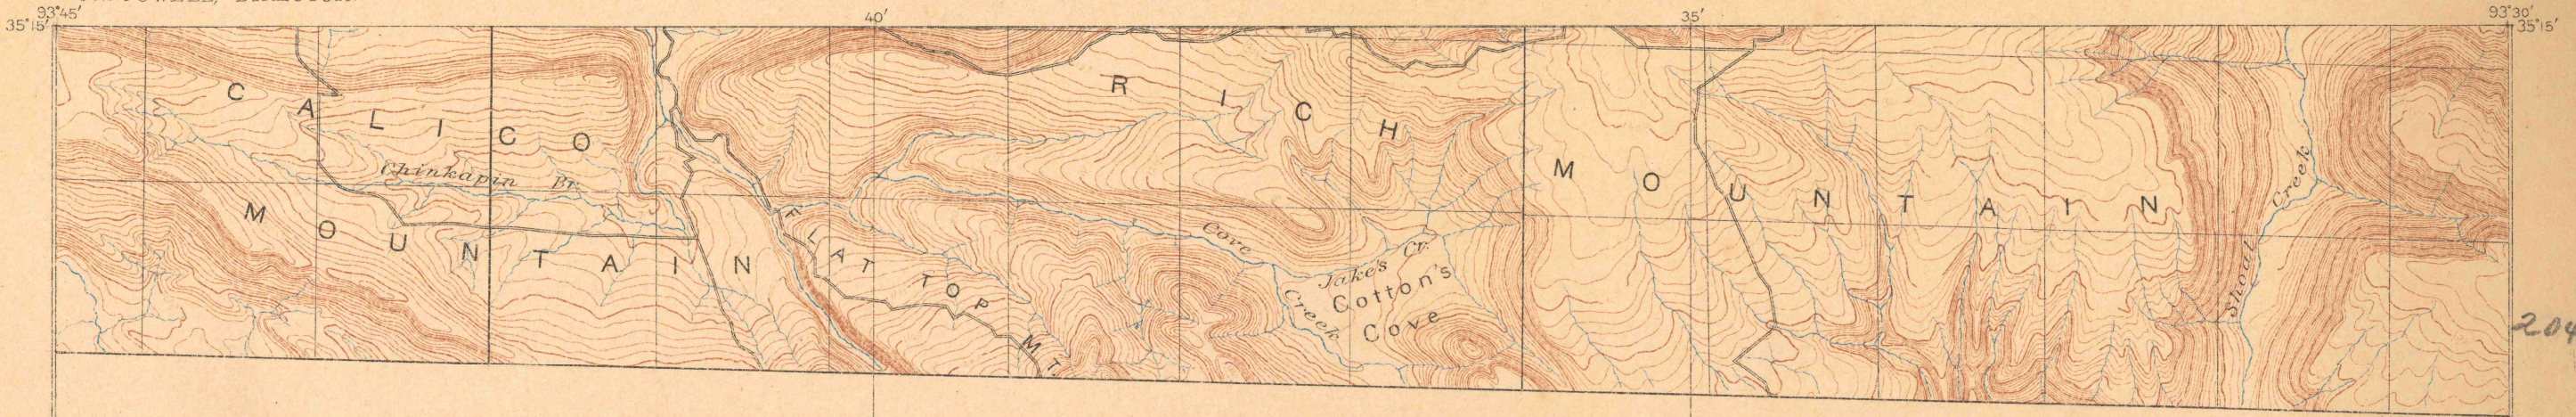 93°45'
40'
35'
93°30'
35°15'
35°15'
CALICO
MOUNTAIN
RICH
MOUNTAIN
Chinkapin Br.
FLAT TOP MT.
Cove Creek
Jake's Cr.
Cotton's
Cove
Shoal Creek
204